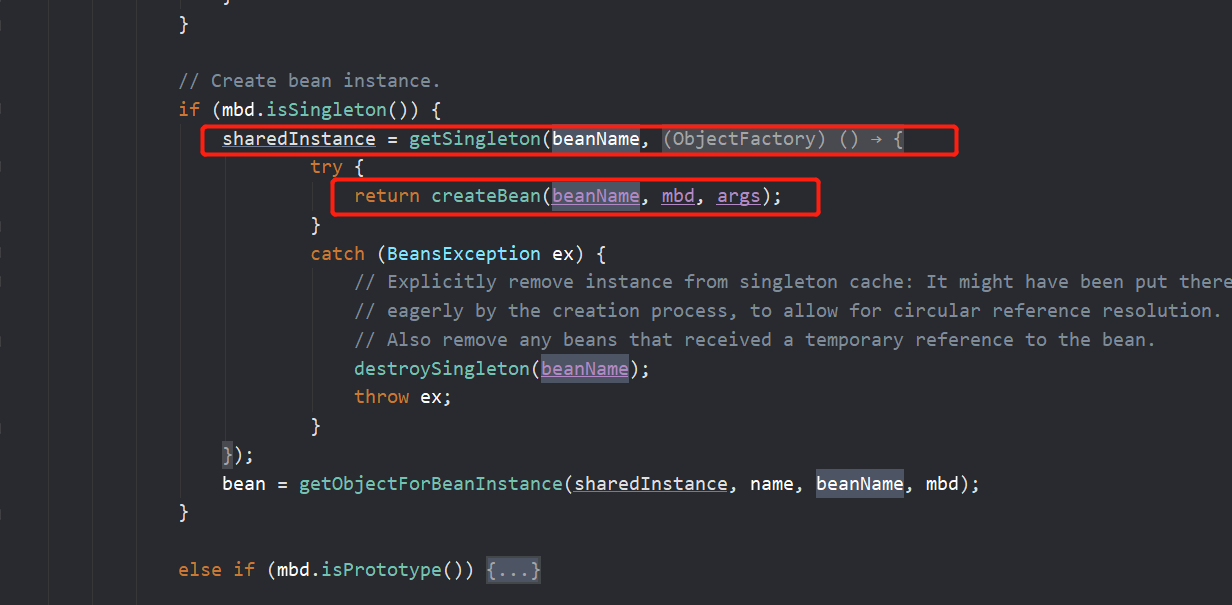 }
// Create bean instance.
if (mbd.isSingleton()) {
sharedInstance = getSingleton(beanName, (ObjectFactory) () → {
try {
return createBean(beanName, mbd, args);
}
catch (BeansException ex) {
// Explicitly remove instance from singleton cache: It might have been put there
// eagerly by the creation process, to allow for circular reference resolution.
// Also remove any beans that received a temporary reference to the bean.
destroySingleton(beanName);
throw ex;
}
});
bean = getObjectForBeanInstance(sharedInstance, name, beanName, mbd);
}
else if (mbd.isPrototype()) {...}